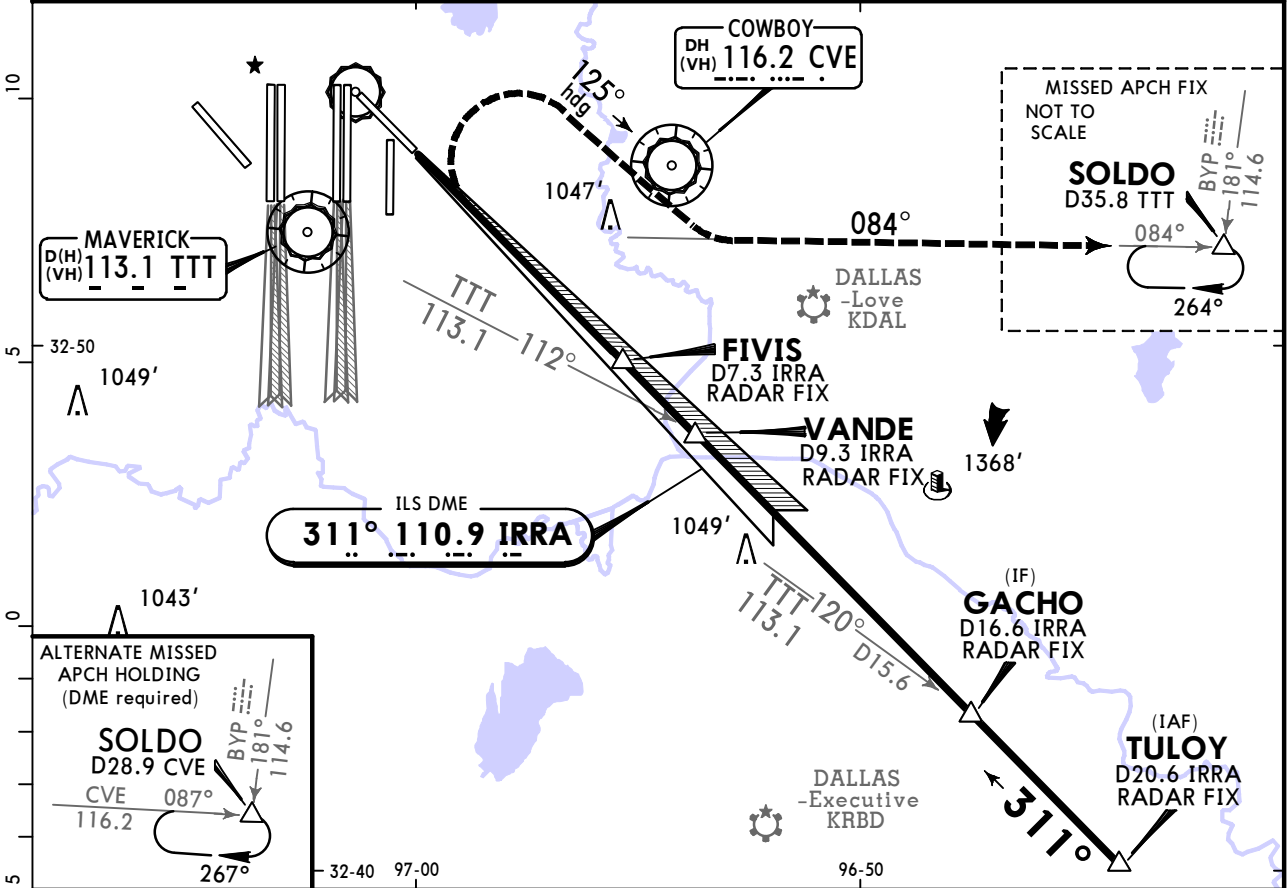 COWBOY
DH
(VH) 116.2 CVE
125°
hdg
MISSED APCH FIX
NOT TO
SCALE
SOLDO
D35.8 TTT
BYP
181°
114.6
084°
264°
10
1047'
084°
MAVERICK
D(H)
(VH) 113.1 TTT
DALLAS
-Love
KDAL
TTT
113.1
112°
5
32-50
1049'
FIVIS
D7.3 IRRA
RADAR FIX
VANDE
D9.3 IRRA
RADAR FIX
1368'
ILS DME
311° 110.9 IRRA
1049'
TTT
113.1
120°
D15.6
(IF)
GACHO
D16.6 IRRA
RADAR FIX
0
1043'
ALTERNATE MISSED
APCH HOLDING
(DME required)
SOLDO
D28.9 CVE
BYP
181°
114.6
CVE
116.2
087°
267°
(IAF)
TULOY
D20.6 IRRA
RADAR FIX
311°
DALLAS
-Executive
KRBD
5
32-40
97-00
96-50